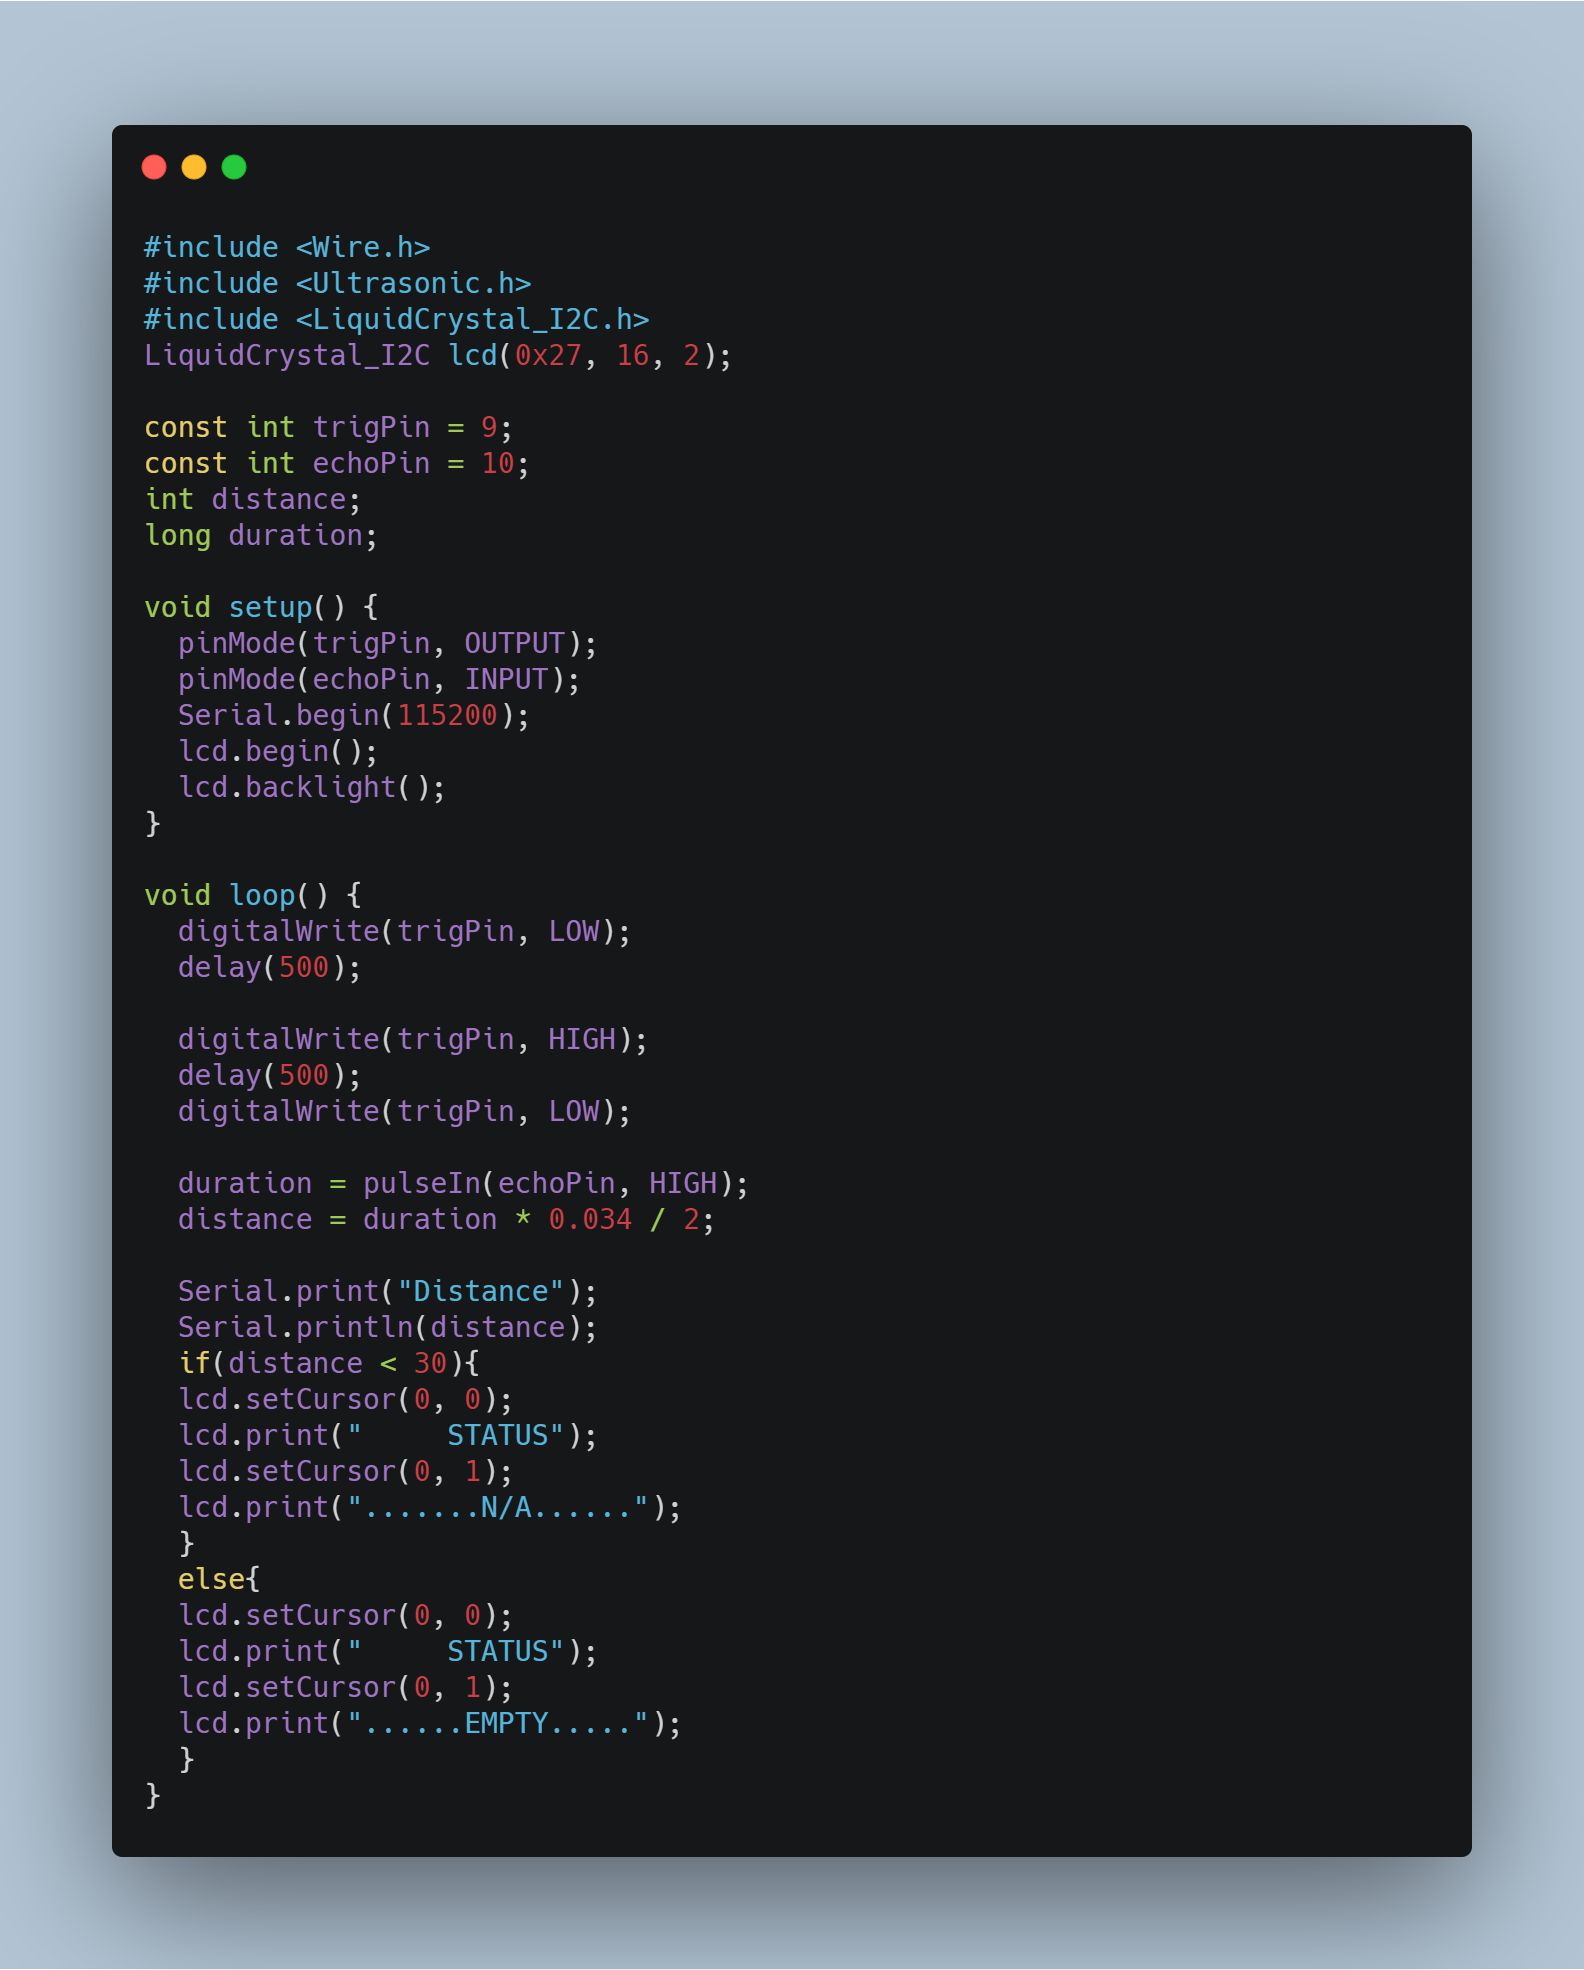 #include <Wire.h>
#include <Ultrasonic.h>
#include <LiquidCrystal_I2C.h>
LiquidCrystal_I2C lcd(0x27, 16, 2);

const int trigPin = 9;
const int echoPin = 10;
int distance;
long duration;

void setup() {
  pinMode(trigPin, OUTPUT);
  pinMode(echoPin, INPUT);
  Serial.begin(115200);
  lcd.begin();
  lcd.backlight();
}

void loop() {
  digitalWrite(trigPin, LOW);
  delay(500);

  digitalWrite(trigPin, HIGH);
  delay(500);
  digitalWrite(trigPin, LOW);

  duration = pulseIn(echoPin, HIGH);
  distance = duration * 0.034 / 2;

  Serial.print("Distance");
  Serial.println(distance);
  if(distance < 30){
  lcd.setCursor(0, 0);
  lcd.print("     STATUS");
  lcd.setCursor(0, 1);
  lcd.print(".......N/A......");
  }
  else{
  lcd.setCursor(0, 0);
  lcd.print("     STATUS");
  lcd.setCursor(0, 1);
  lcd.print("......EMPTY.....");
  }
}